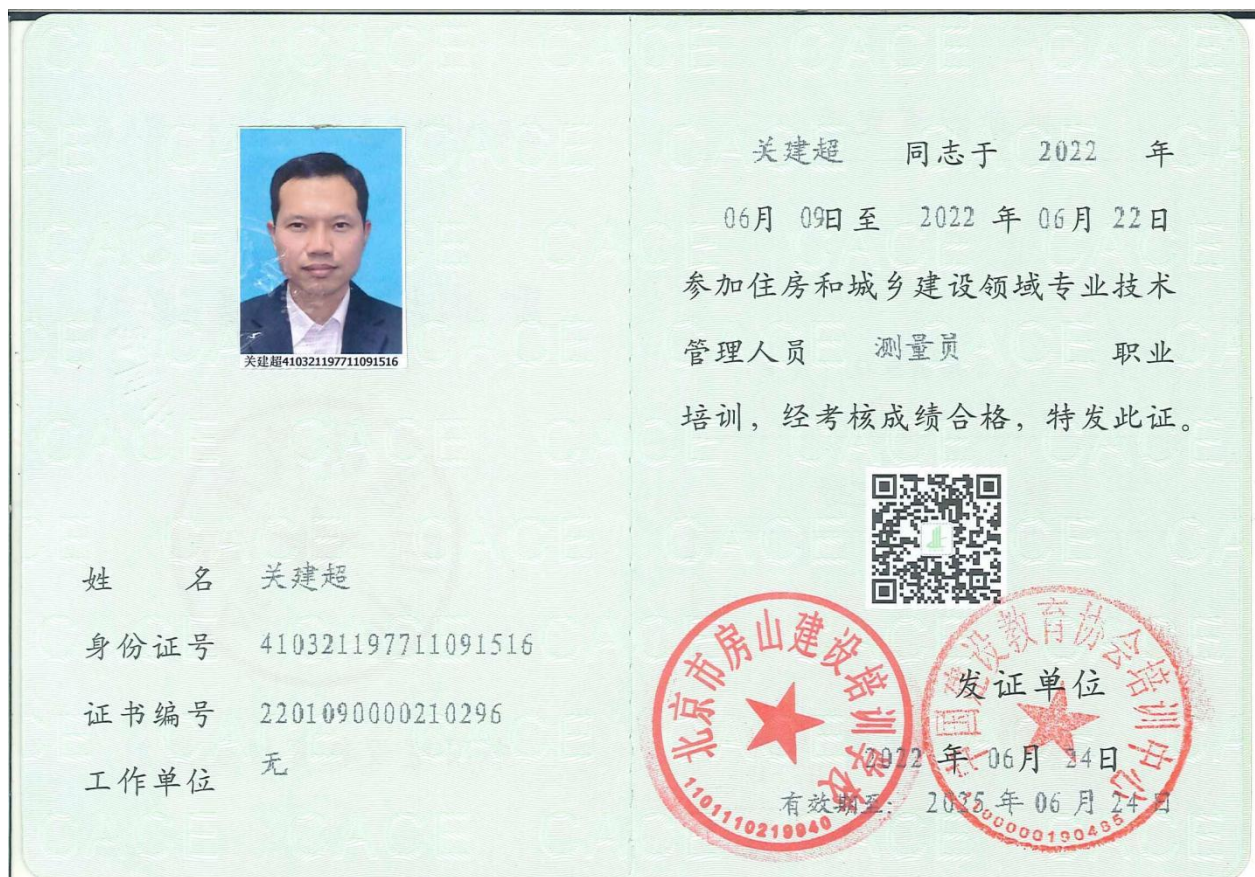 关建超410321197711091516
姓 名 关建超
身份证号 410321197711091516
证书编号 2201090000210296
工作单位 无
关建超 同志于 2022 年
06月 09日至 2022 年 06月 22日
参加住房和城乡建设领域专业技术
管理人员 测量员 职业
培训，经考核成绩合格，特发此证。
北京市房山建设培训学校
1101110219940
中国建设教育协会培训中心
发证单位
2022 年 06月 24日
有效期至: 2025 年 06 月 24 日
CACE